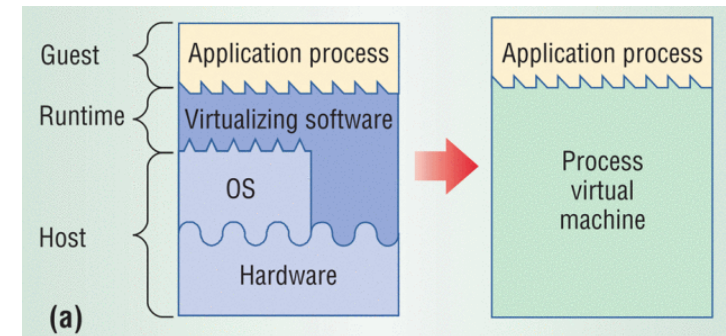 Guest
Application process
Runtime
Virtualizing software
OS
Host
Hardware
(a)
Application process
Process
virtual
machine